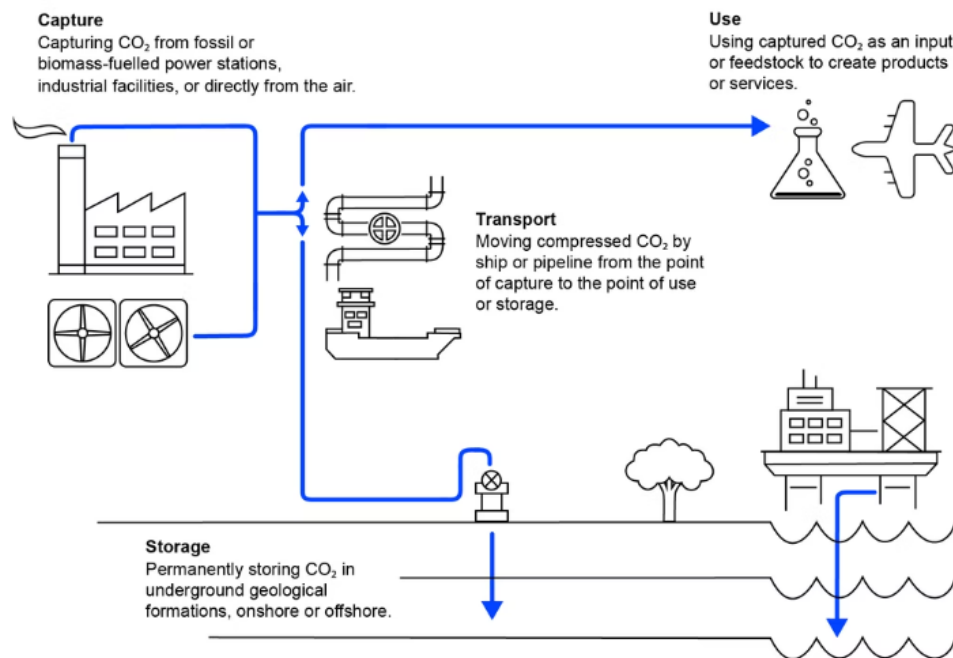 Capture
Capturing CO₂ from fossil or
biomass-fuelled power stations,
industrial facilities, or directly from the air.
Use
Using captured CO₂ as an input
or feedstock to create products
or services.
Transport
Moving compressed CO₂ by
ship or pipeline from the point
of capture to the point of use
or storage.
Storage
Permanently storing CO₂ in
underground geological
formations, onshore or offshore.